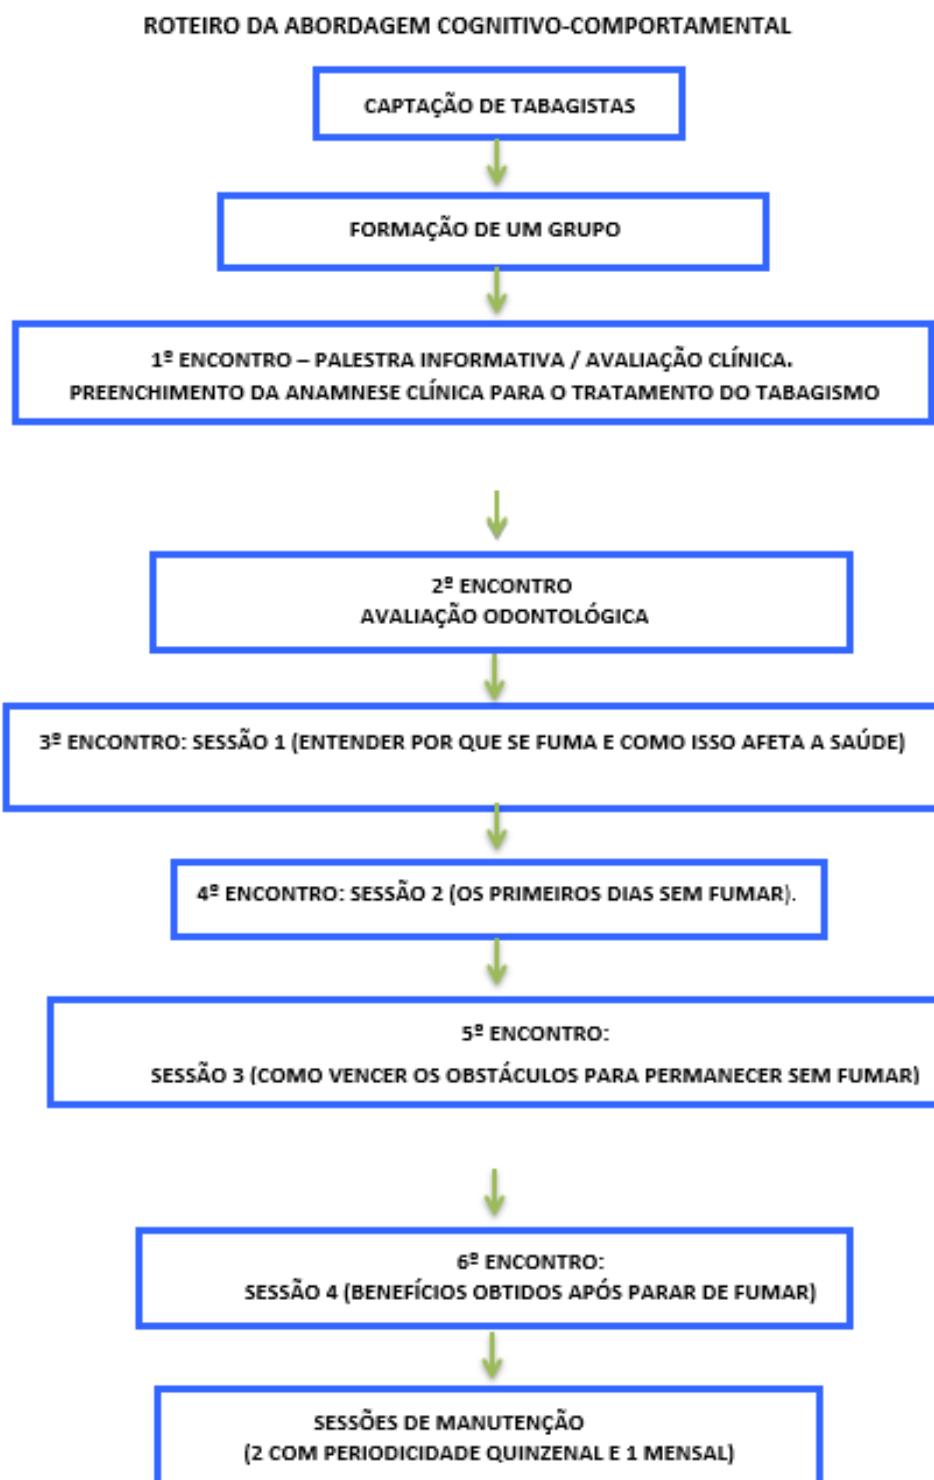 ROTEIRO DA ABORDAGEM COGNITIVO-COMPORTAMENTAL
CAPTAÇÃO DE TABAGISTAS
FORMAÇÃO DE UM GRUPO
1º ENCONTRO – PALESTRA INFORMATIVA / AVALIAÇÃO CLÍNICA.
PREENCHIMENTO DA ANAMNESE CLÍNICA PARA O TRATAMENTO DO TABAGISMO
2º ENCONTRO
AVALIAÇÃO ODONTOLÓGICA
3º ENCONTRO: SESSÃO 1 (ENTENDER POR QUE SE FUMA E COMO ISSO AFETA A SAÚDE)
4º ENCONTRO: SESSÃO 2 (OS PRIMEIROS DIAS SEM FUMAR).
5º ENCONTRO:
SESSÃO 3 (COMO VENCER OS OBSTÁCULOS PARA PERMANECER SEM FUMAR)
6º ENCONTRO:
SESSÃO 4 (BENEFÍCIOS OBTIDOS APÓS PARAR DE FUMAR)
SESSÕES DE MANUTENÇÃO
(2 COM PERIODICIDADE QUINZENAL E 1 MENSAL)